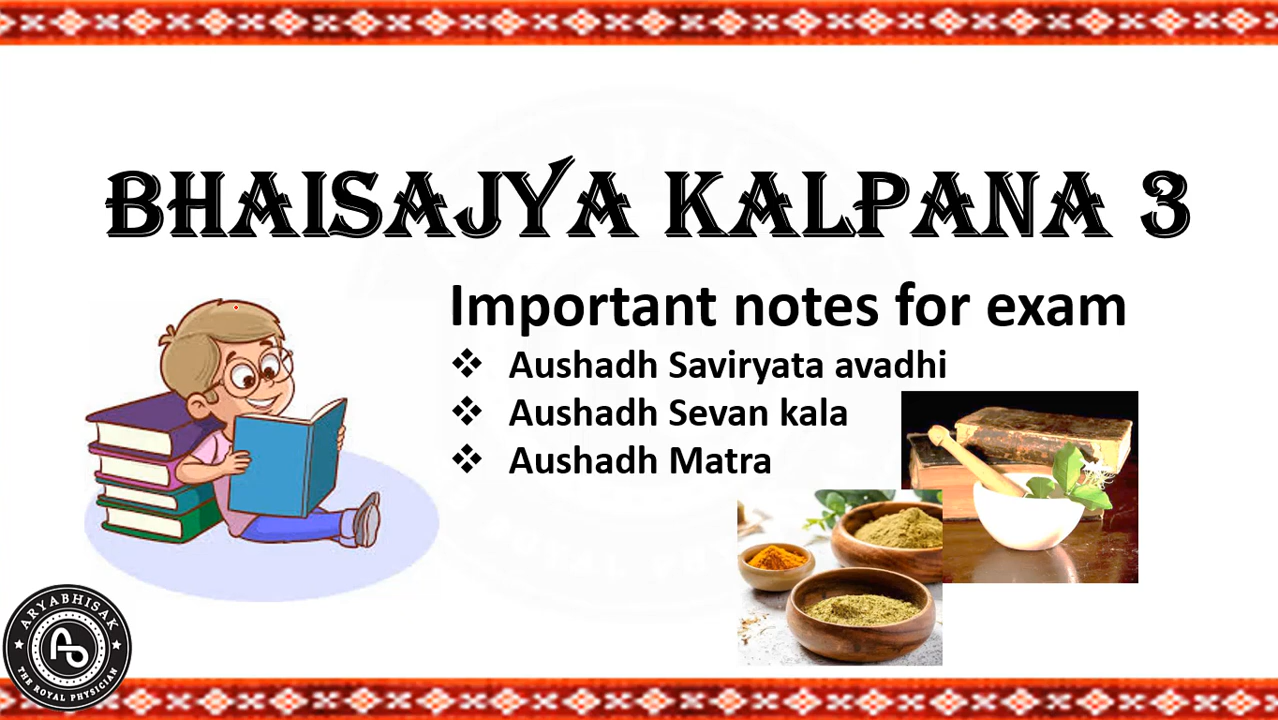 BHAISAJYA KALPANA 3
Important notes for exam
❖ Aushadh Saviryata avadhi
❖ Aushadh Sevan kala
❖ Aushadh Matra
ARYABHISAK
THE ROYAL PHYSICIAN